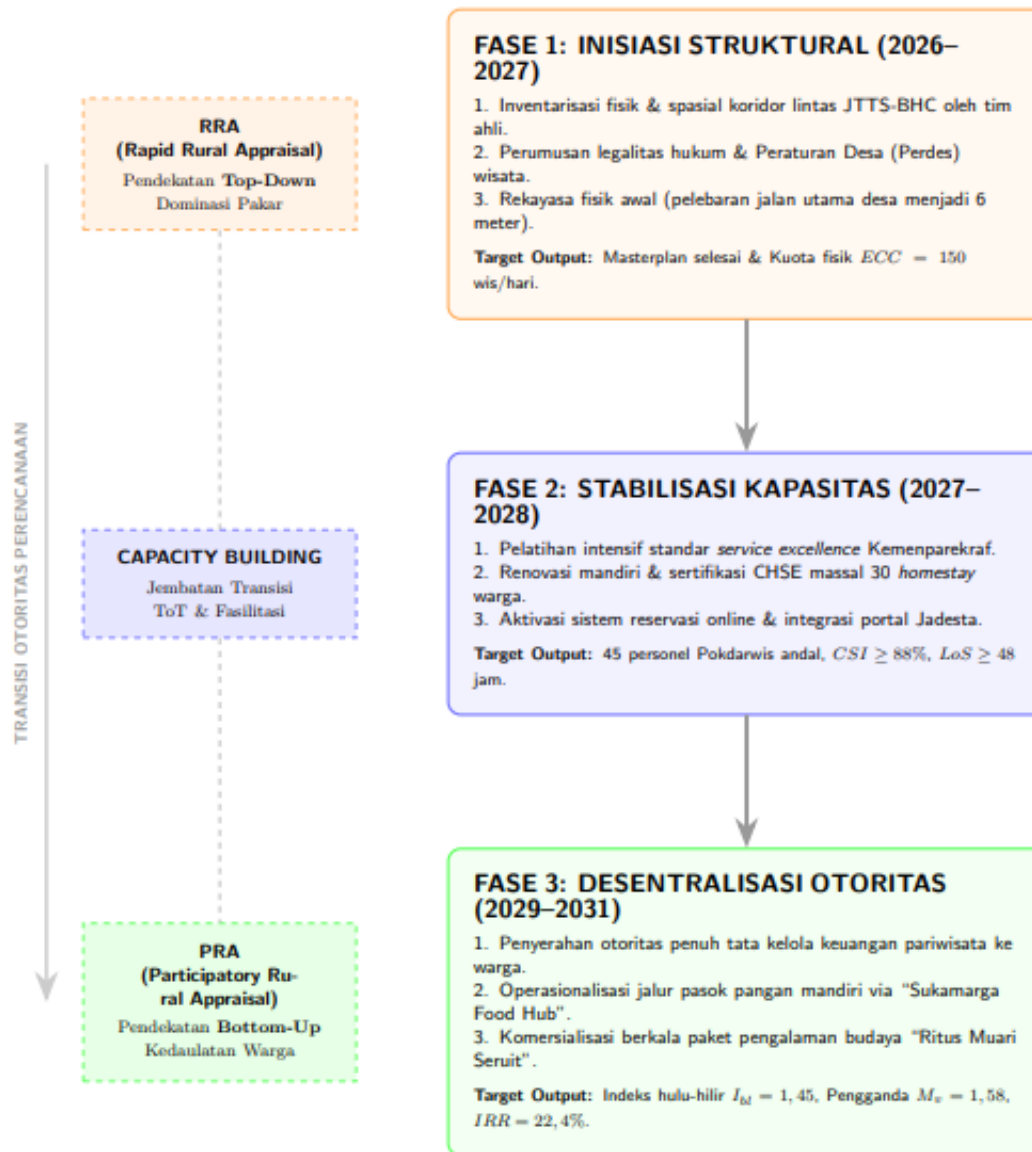 FASE 1: INISIASI STRUKTURAL (2026–
2027)
1. Inventarisasi fisik & spasial koridor lintas JTTS-BHC oleh tim
ahli.
2. Perumusan legalitas hukum & Peraturan Desa (Perdes)
wisata.
3. Rekayasa fisik awal (pelebaran jalan utama desa menjadi 6
meter).
Target Output: Masterplan selesai & Kuota fisik ECC = 150
wis/hari.
RRA
(Rapid Rural Appraisal)
Pendekatan Top-Down
Dominasi Pakar
TRANSISI OTORITAS PERENCANAAN
FASE 2: STABILISASI KAPASITAS (2027–
2028)
1. Pelatihan intensif standar service excellence Kemenparekraf.
2. Renovasi mandiri & sertifikasi CHSE massal 30 homestay
warga.
3. Aktivasi sistem reservasi online & integrasi portal Jadesta.
Target Output: 45 personel Pokdarwis andal, CSI ≥ 88%, LoS ≥ 48
jam.
CAPACITY BUILDING
Jembatan Transisi
ToT & Fasilitasi
FASE 3: DESENTRALISASI OTORITAS
(2029–2031)
1. Penyerahan otoritas penuh tata kelola keuangan pariwisata ke
warga.
2. Operasionalisasi jalur pasok pangan mandiri via “Sukamarga
Food Hub”.
3. Komersialisasi berkala paket pengalaman budaya “Ritus Muari
Seruit”.
Target Output: Indeks hulu-hilir I_bl = 1,45, Pengganda M_v = 1,58,
IRR = 22,4%.
PRA
(Participatory Ru-
ral Appraisal)
Pendekatan Bottom-Up
Kedaulatan Warga